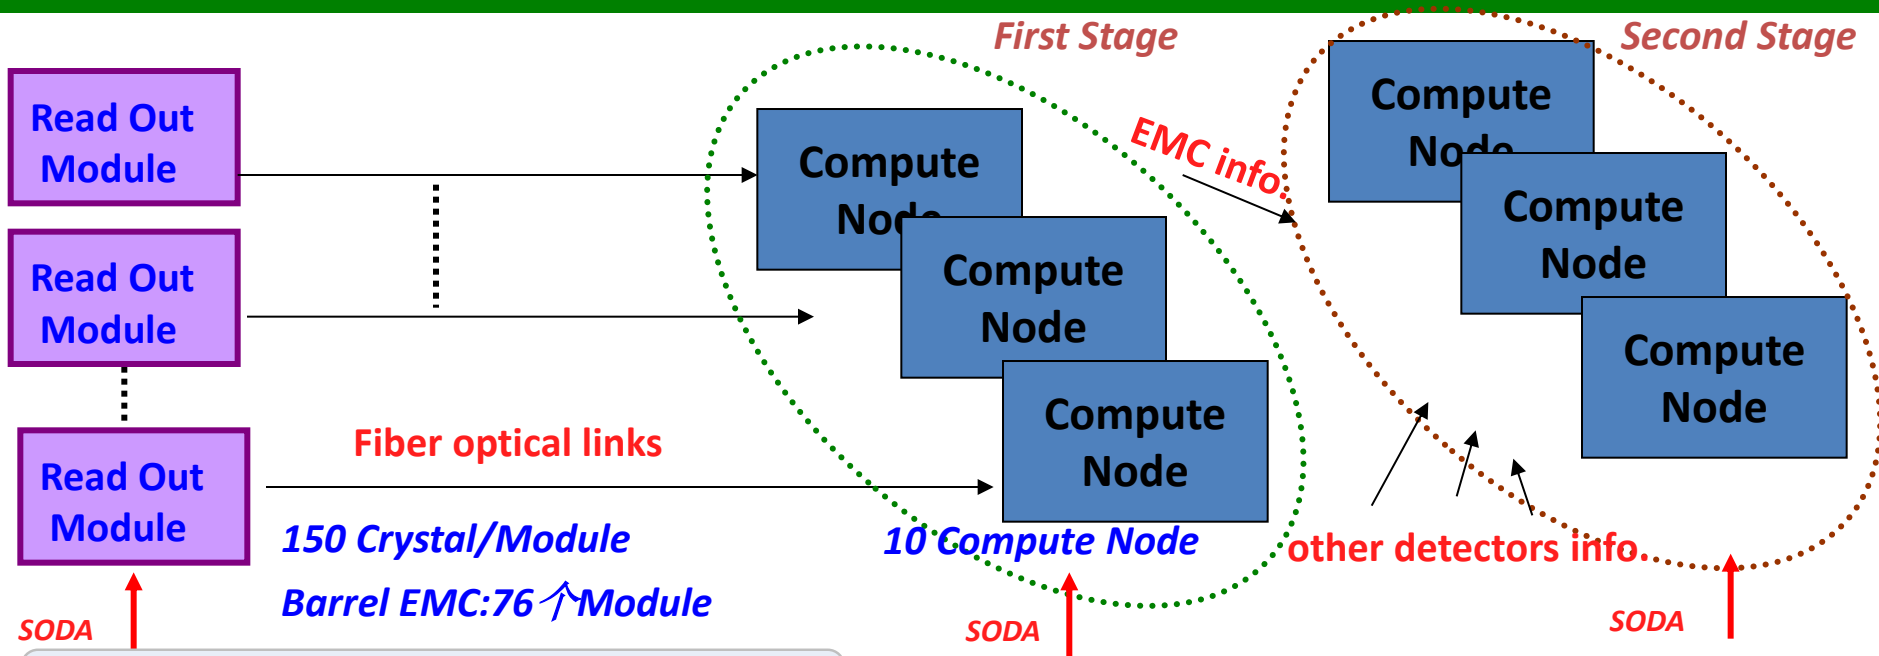 First Stage
Second Stage
Read Out
Module
Read Out
Module
Read Out
Module
Fiber optical links
150 Crystal/Module
Barrel EMC:76个Module
SODA
Compute
Node
Compute
Node
Compute
Node
10 Compute Node
SODA
EMC info.
Compute
Node
Compute
Node
Compute
Node
other detectors info.
SODA